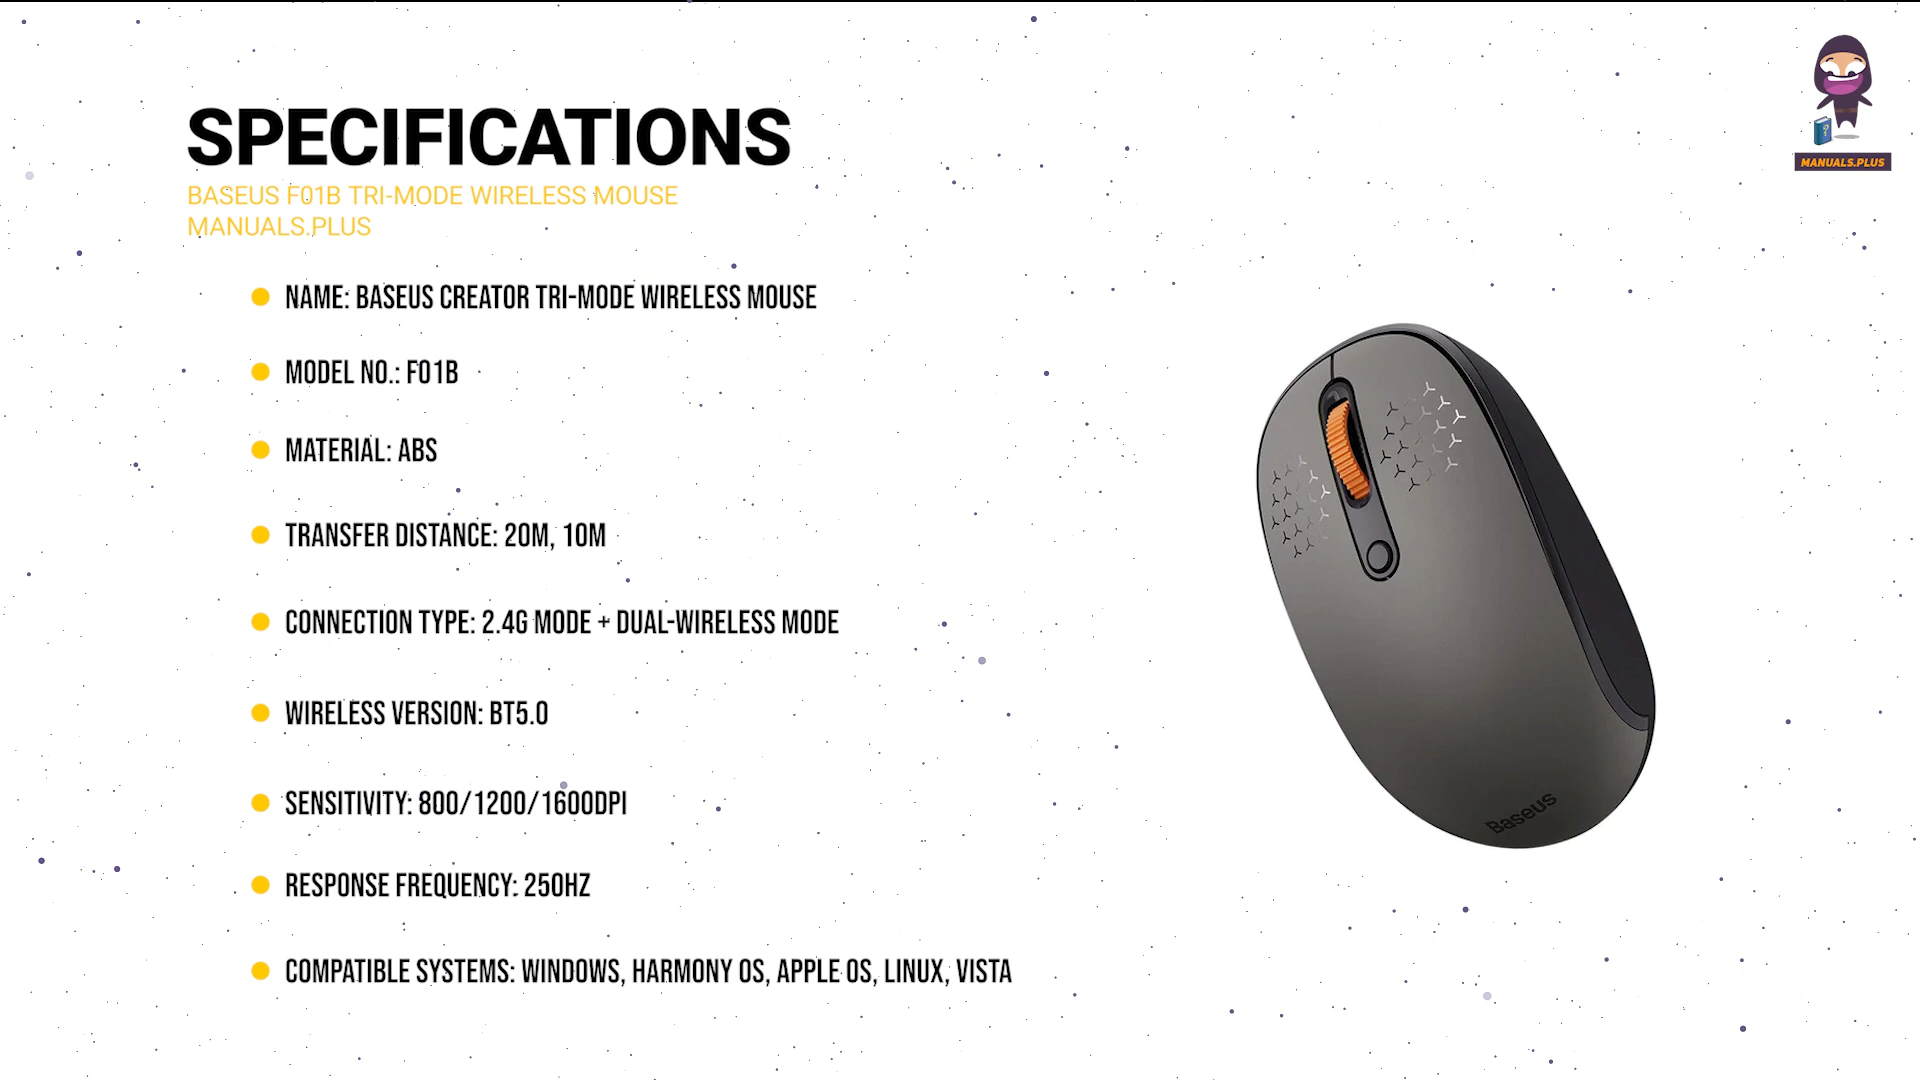 SPECIFICATIONS
BASEUS F01B TRI-MODE WIRELESS MOUSE
MANUALS.PLUS
NAME: BASEUS CREATOR TRI-MODE WIRELESS MOUSE
MODEL NO.: F01B
MATERIAL: ABS
TRANSFER DISTANCE: 20M, 10M
CONNECTION TYPE: 2.4G MODE + DUAL-WIRELESS MODE
WIRELESS VERSION: BT5.0
SENSITIVITY: 800/1200/1600DPI
RESPONSE FREQUENCY: 250HZ
COMPATIBLE SYSTEMS: WINDOWS, HARMONY OS, APPLE OS, LINUX, VISTA
?
MANUALS.PLUS
Baseus